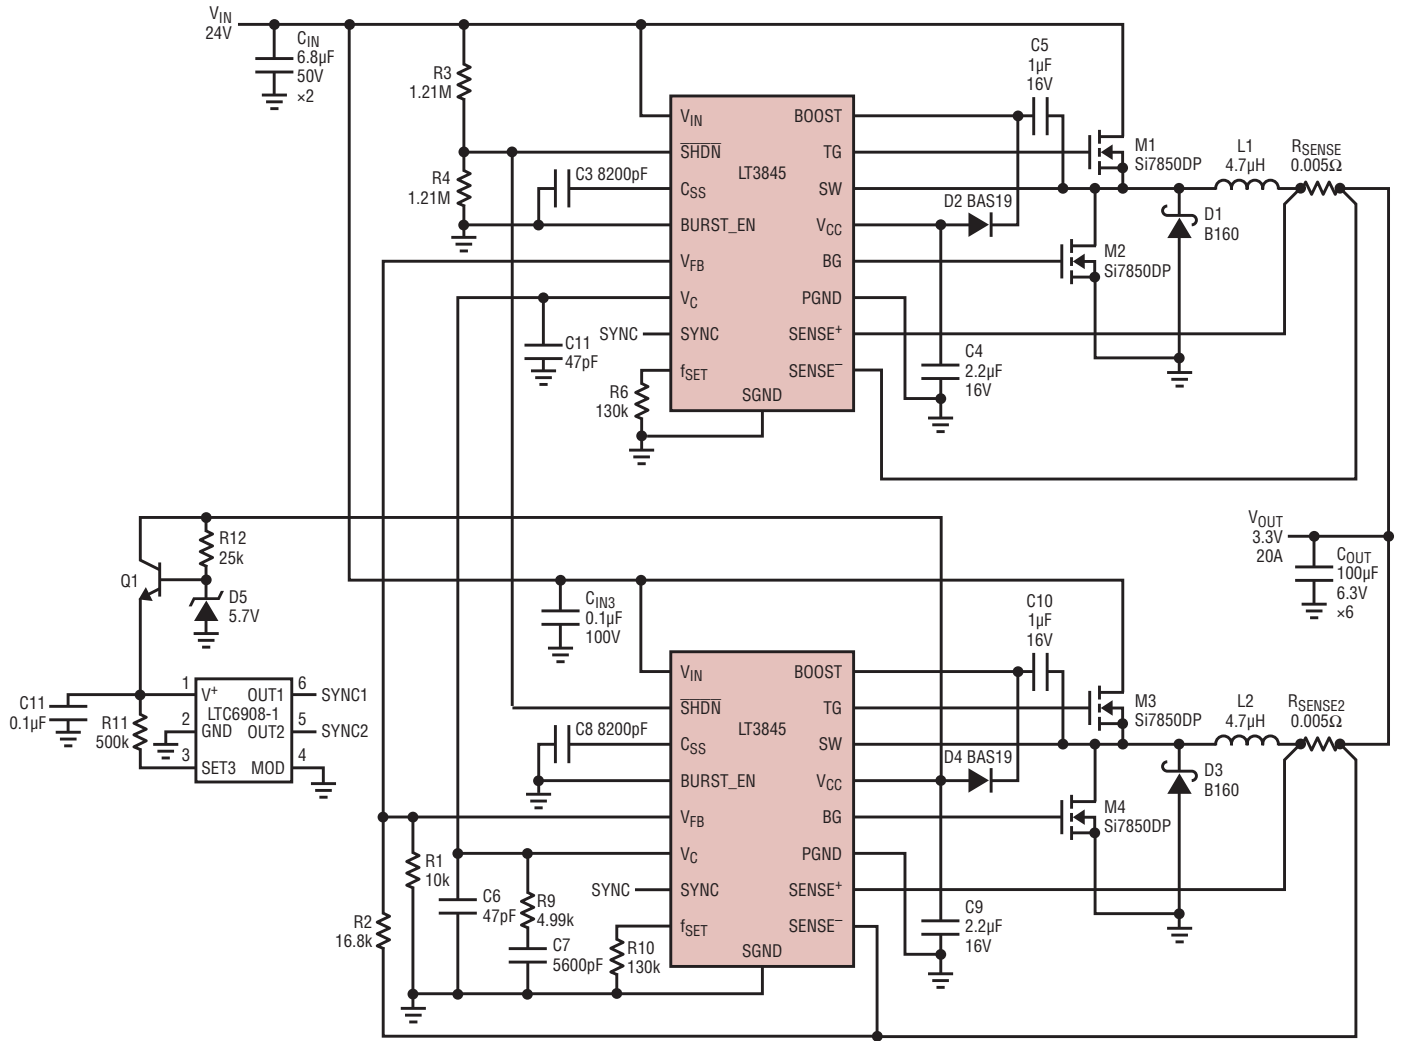 VIN
24V
CIN
6.8µF
50V
×2
R3
1.21M
R4
1.21M
C3 8200pF
VIN
SHDN
CSS
BURST_EN
VFB
VC
SYNC
fSET
SGND
LT3845
BOOST
TG
SW
VCC
BG
PGND
SENSE+
SENSE–
SYNC
C11
47pF
R6
130k
C5
1µF
16V
D2 BAS19
M1
Si7850DP
M2
Si7850DP
L1
4.7µH
RSENSE
0.005Ω
D1
B160
C4
2.2µF
16V
VOUT
3.3V
20A
COUT
100µF
6.3V
×6
R12
25k
Q1
D5
5.7V
C11
0.1µF
R11
500k
1
2
3
V+
GND
SET3
LTC6908-1
OUT1
OUT2
MOD
6
5
4
SYNC1
SYNC2
CIN3
0.1µF
100V
C8 8200pF
VIN
SHDN
CSS
BURST_EN
VFB
VC
SYNC
fSET
SGND
LT3845
BOOST
TG
SW
VCC
BG
PGND
SENSE+
SENSE–
SYNC
R1
10k
R2
16.8k
C6
47pF
R9
4.99k
C7
5600pF
R10
130k
C10
1µF
16V
D4 BAS19
M3
Si7850DP
M4
Si7850DP
L2
4.7µH
RSENSE2
0.005Ω
D3
B160
C9
2.2µF
16V